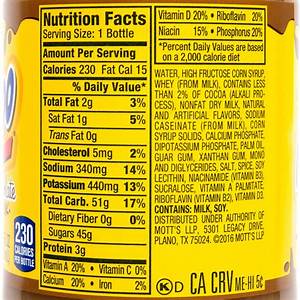 Nutrition Facts
Serving Size: 1 Bottle
Amount Per Serving
Calories 230 Fat Cal 15
% Daily Value*
Total Fat 2g 3%
Sat Fat 1g 5%
Trans Fat 0g
Cholesterol 5mg 2%
Sodium 340mg 14%
Potassium 440mg 13%
Total Carb. 51g 17%
Dietary Fiber 0g 0%
Sugars 45g
Protein 3g
Vitamin A 20% • Vitamin C 0%
Calcium 10% • Iron 2%
Vitamin D 20% • Riboflavin 20%
Niacin 15% • Phosphorus 20%
*Percent Daily Values are based
on a 2,000 calorie diet
WATER, HIGH FRUCTOSE CORN SYRUP,
WHEY (FROM MILK), CONTAINS LESS
THAN 2% OF COCOA (ALKALI
PROCESS), NONFAT DRY MILK, NATURAL
AND ARTIFICIAL FLAVORS, SODIUM
CASEINATE (FROM MILK), CORN
SYRUP SOLIDS, CALCIUM PHOSPHATE,
DIPOTASSIUM PHOSPHATE, PALM OIL,
GUAR GUM, XANTHAN GUM, MONO
AND DIGLYCERIDES, SALT, SPICE, SOY
LECITHIN, NIACINAMIDE (VITAMIN B3),
SUCRALOSE, VITAMIN A PALMITATE,
RIBOFLAVIN (VITAMIN B2), VITAMIN D3.
CONTAINS: MILK, SOY.
DISTRIBUTED UNDER AUTHORITY OF
MOTT'S LLP, 5301 LEGACY DRIVE,
PLANO, TX 75024. ©2016 MOTT'S LLP
K D CA CRV ME-HI 5¢
230
CALORIES
PER BOTTLE